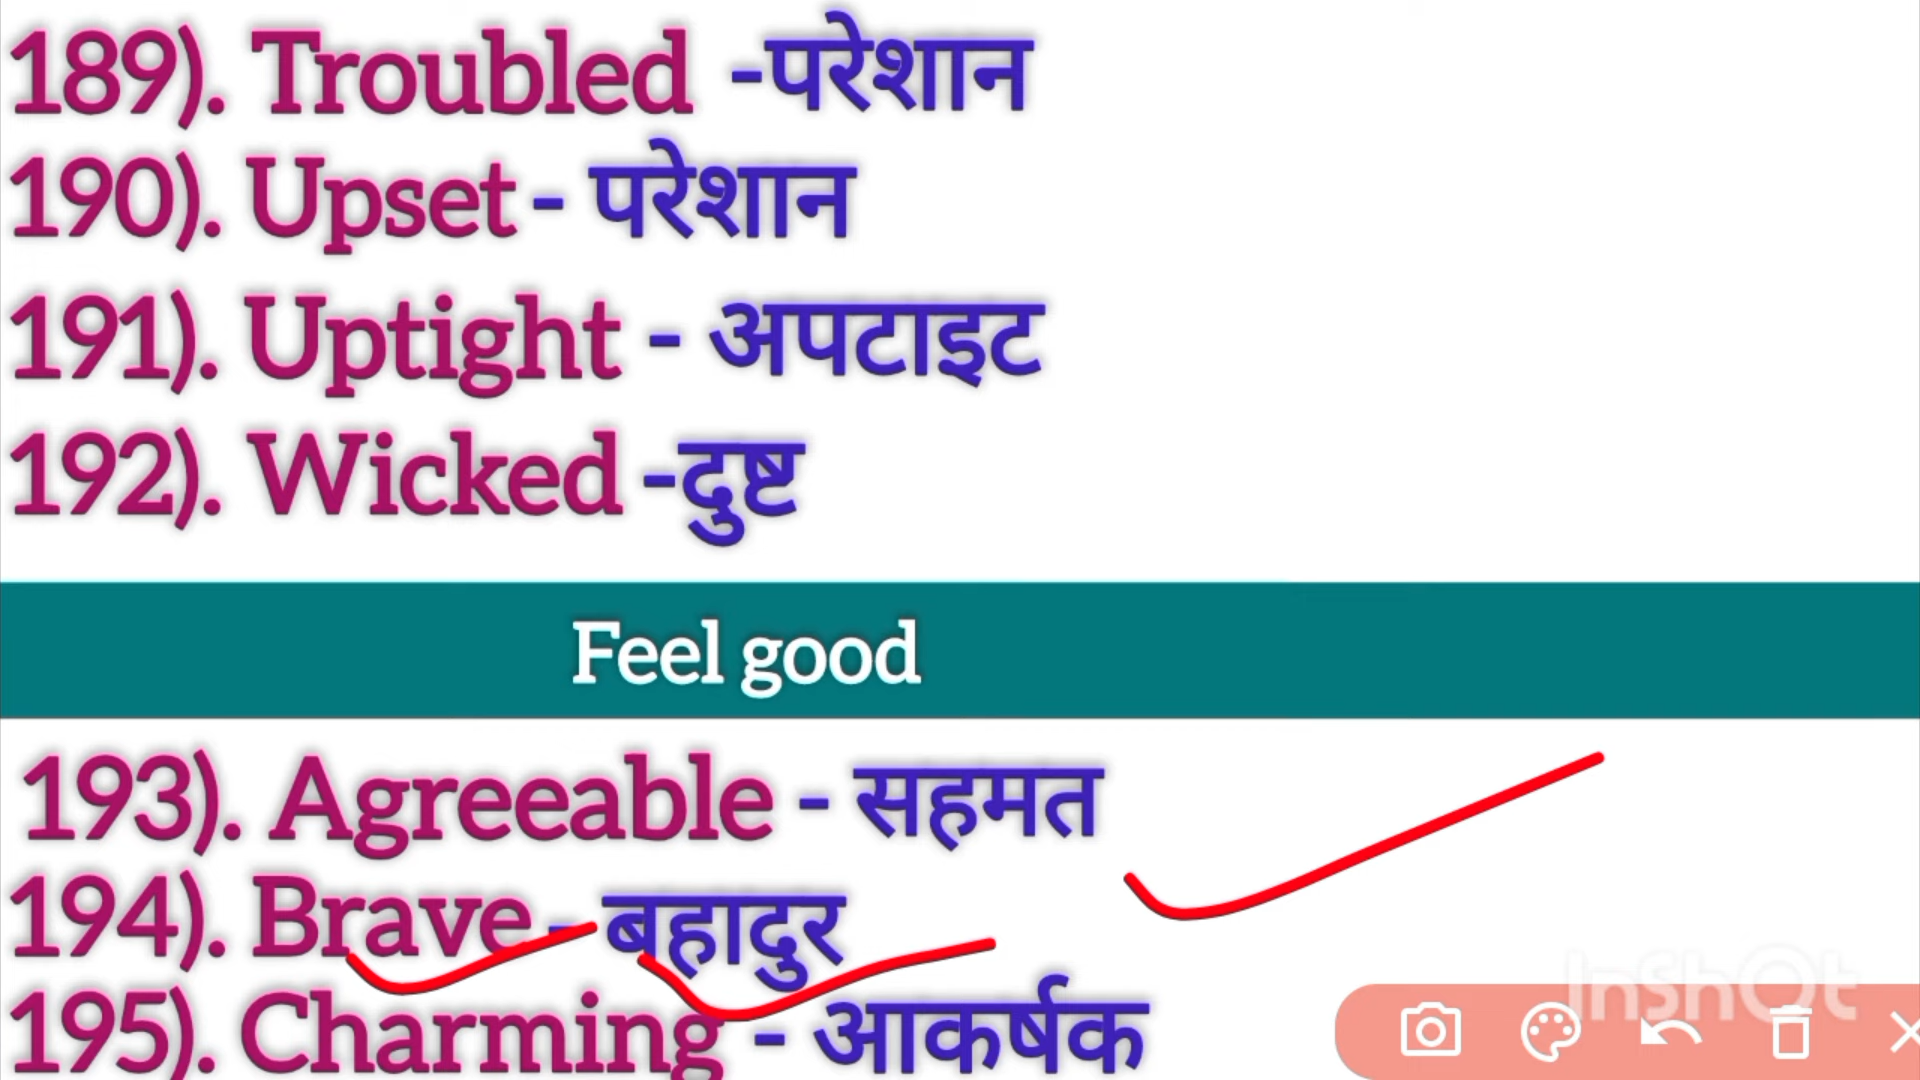 189). Troubled -परेशान
190). Upset - परेशान
191). Uptight - अपटाइट
192). Wicked -दुष्ट
Feel good
193). Agreeable - सहमत
194). Brave - बहादुर
195). Charming - आकर्षक
InShOt